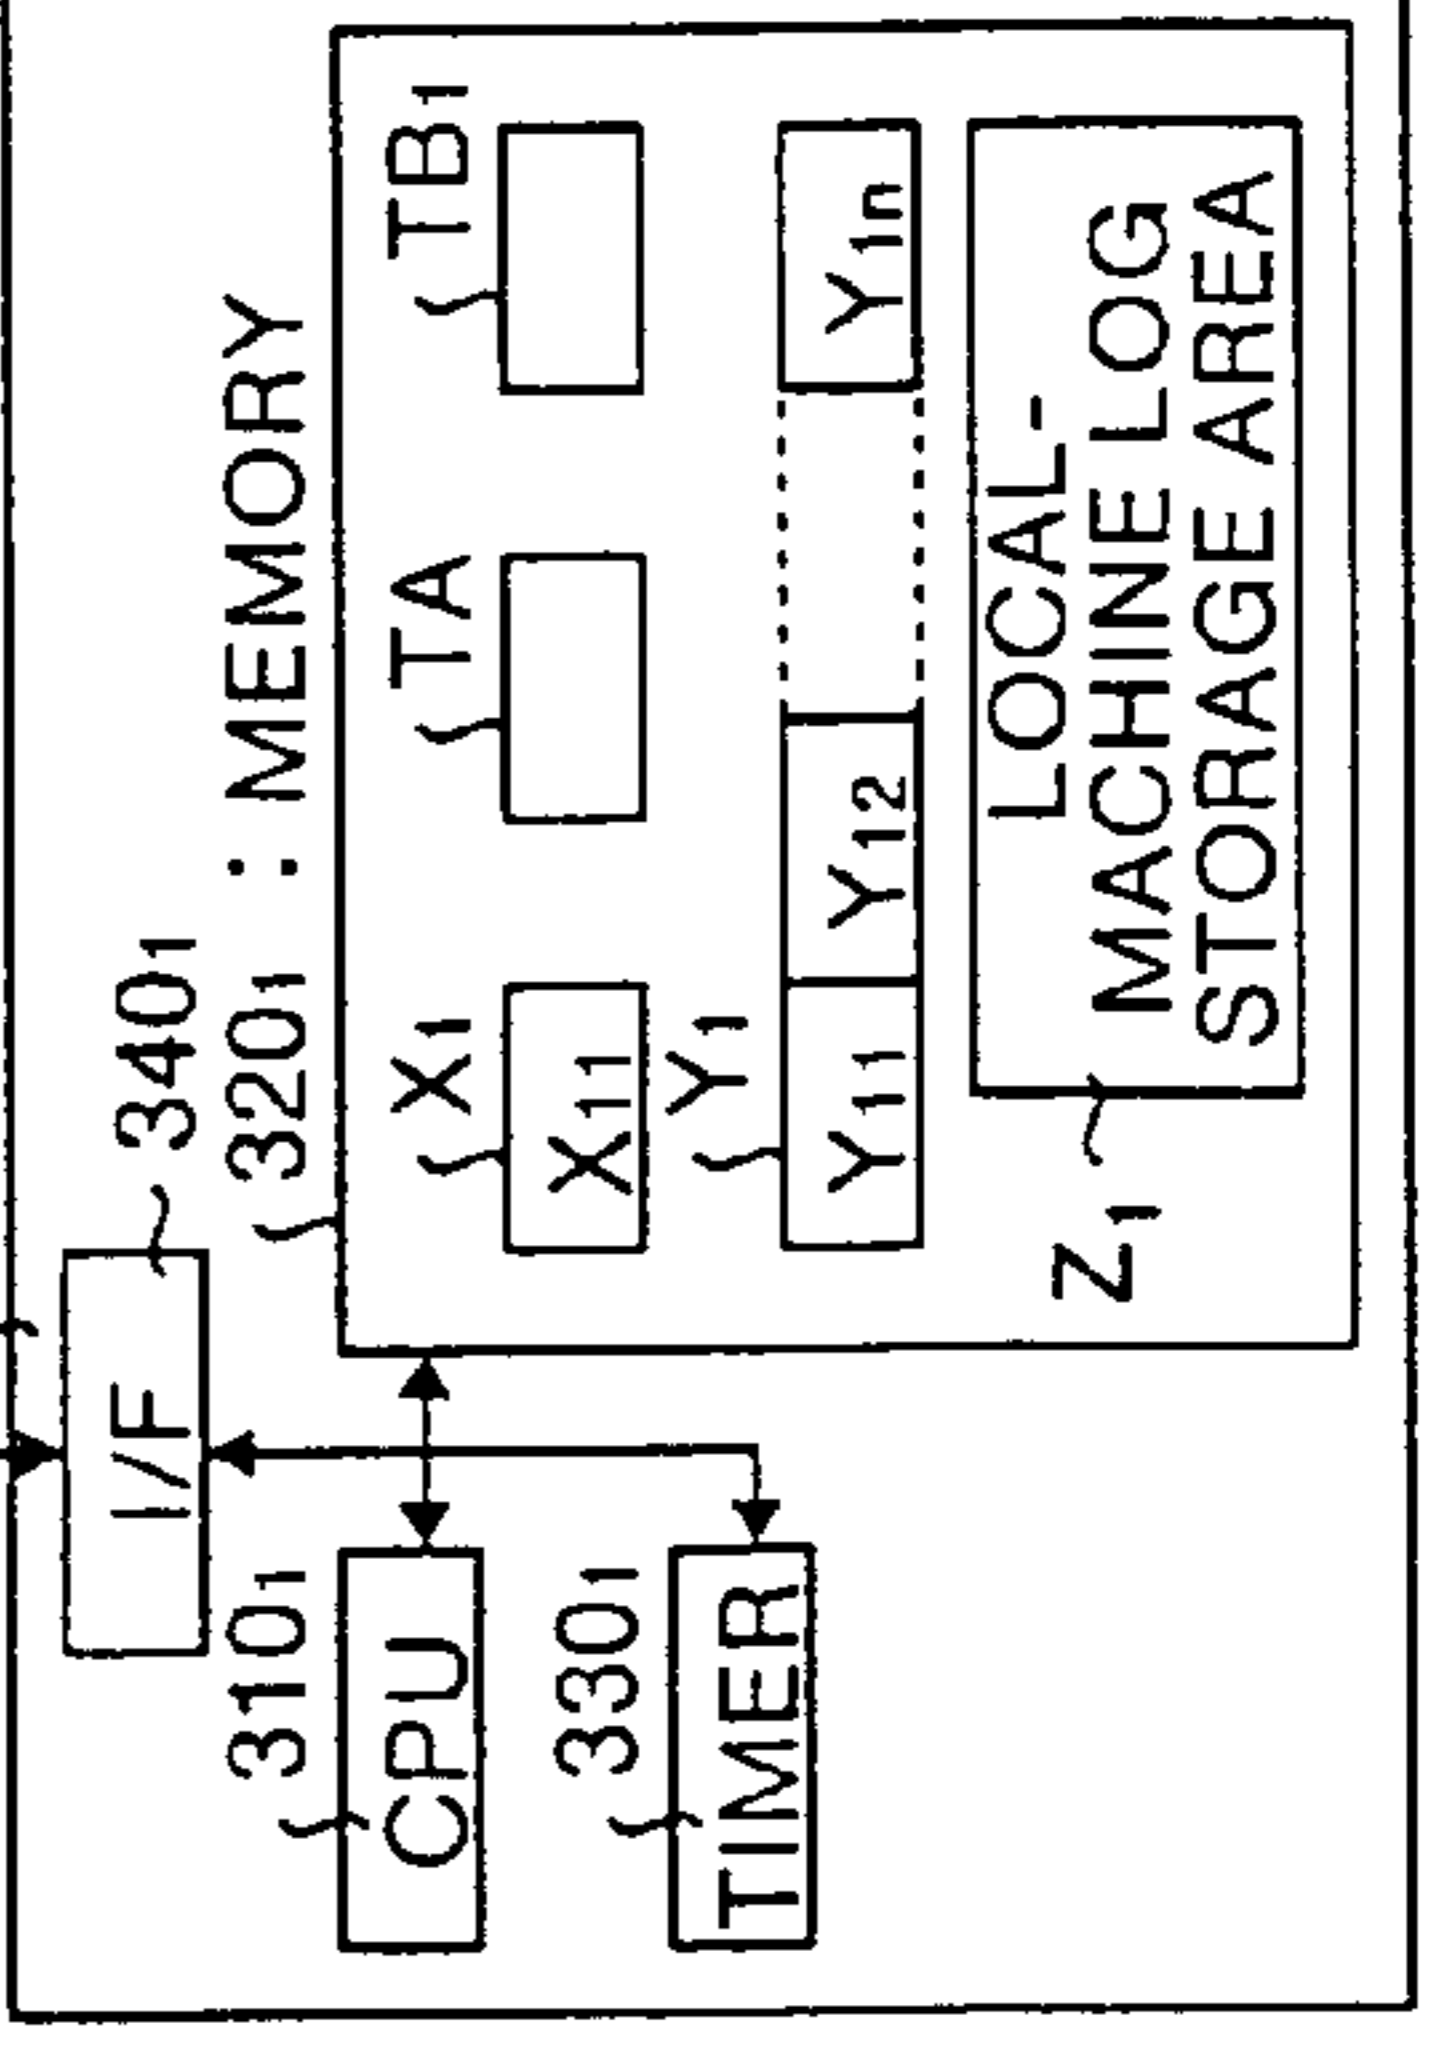 I/F
340₁
310₁
320₁ : MEMORY
CPU
X₁
TA
TB₁
X₁₁
330₁
Y₁
TIMER
Y₁₁
Y₁₂
Y₁ₙ
LOCAL-
MACHINE LOG
STORAGE AREA
Z₁